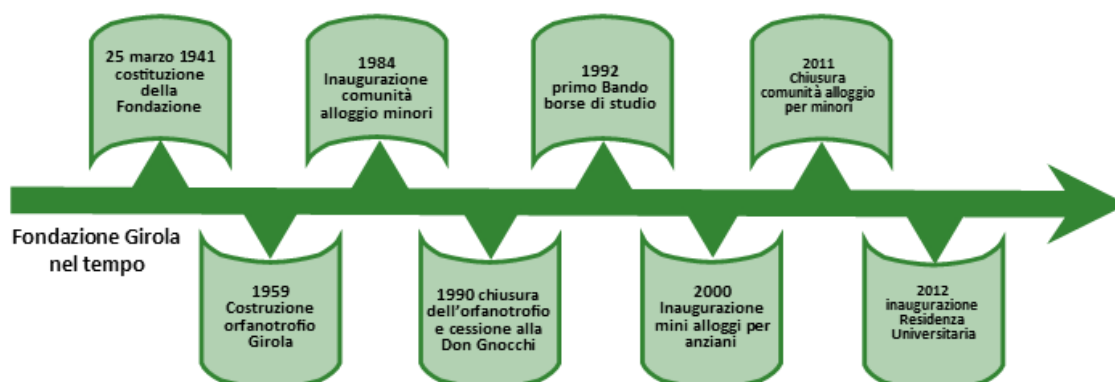 25 marzo 1941
costituzione
della
Fondazione
1984
Inaugurazione
comunità
alloggio minori
1992
primo Bando
borse di studio
2011
Chiusura
comunità alloggio
per minori
Fondazione Girola
nel tempo
1959
Costruzione
orfanotrofio
Girola
1990 chiusura
dell'orfanotrofio
e cessione alla
Don Gnocchi
2000
Inaugurazione
mini alloggi per
anziani
2012
inaugurazione
Residenza
Universitaria